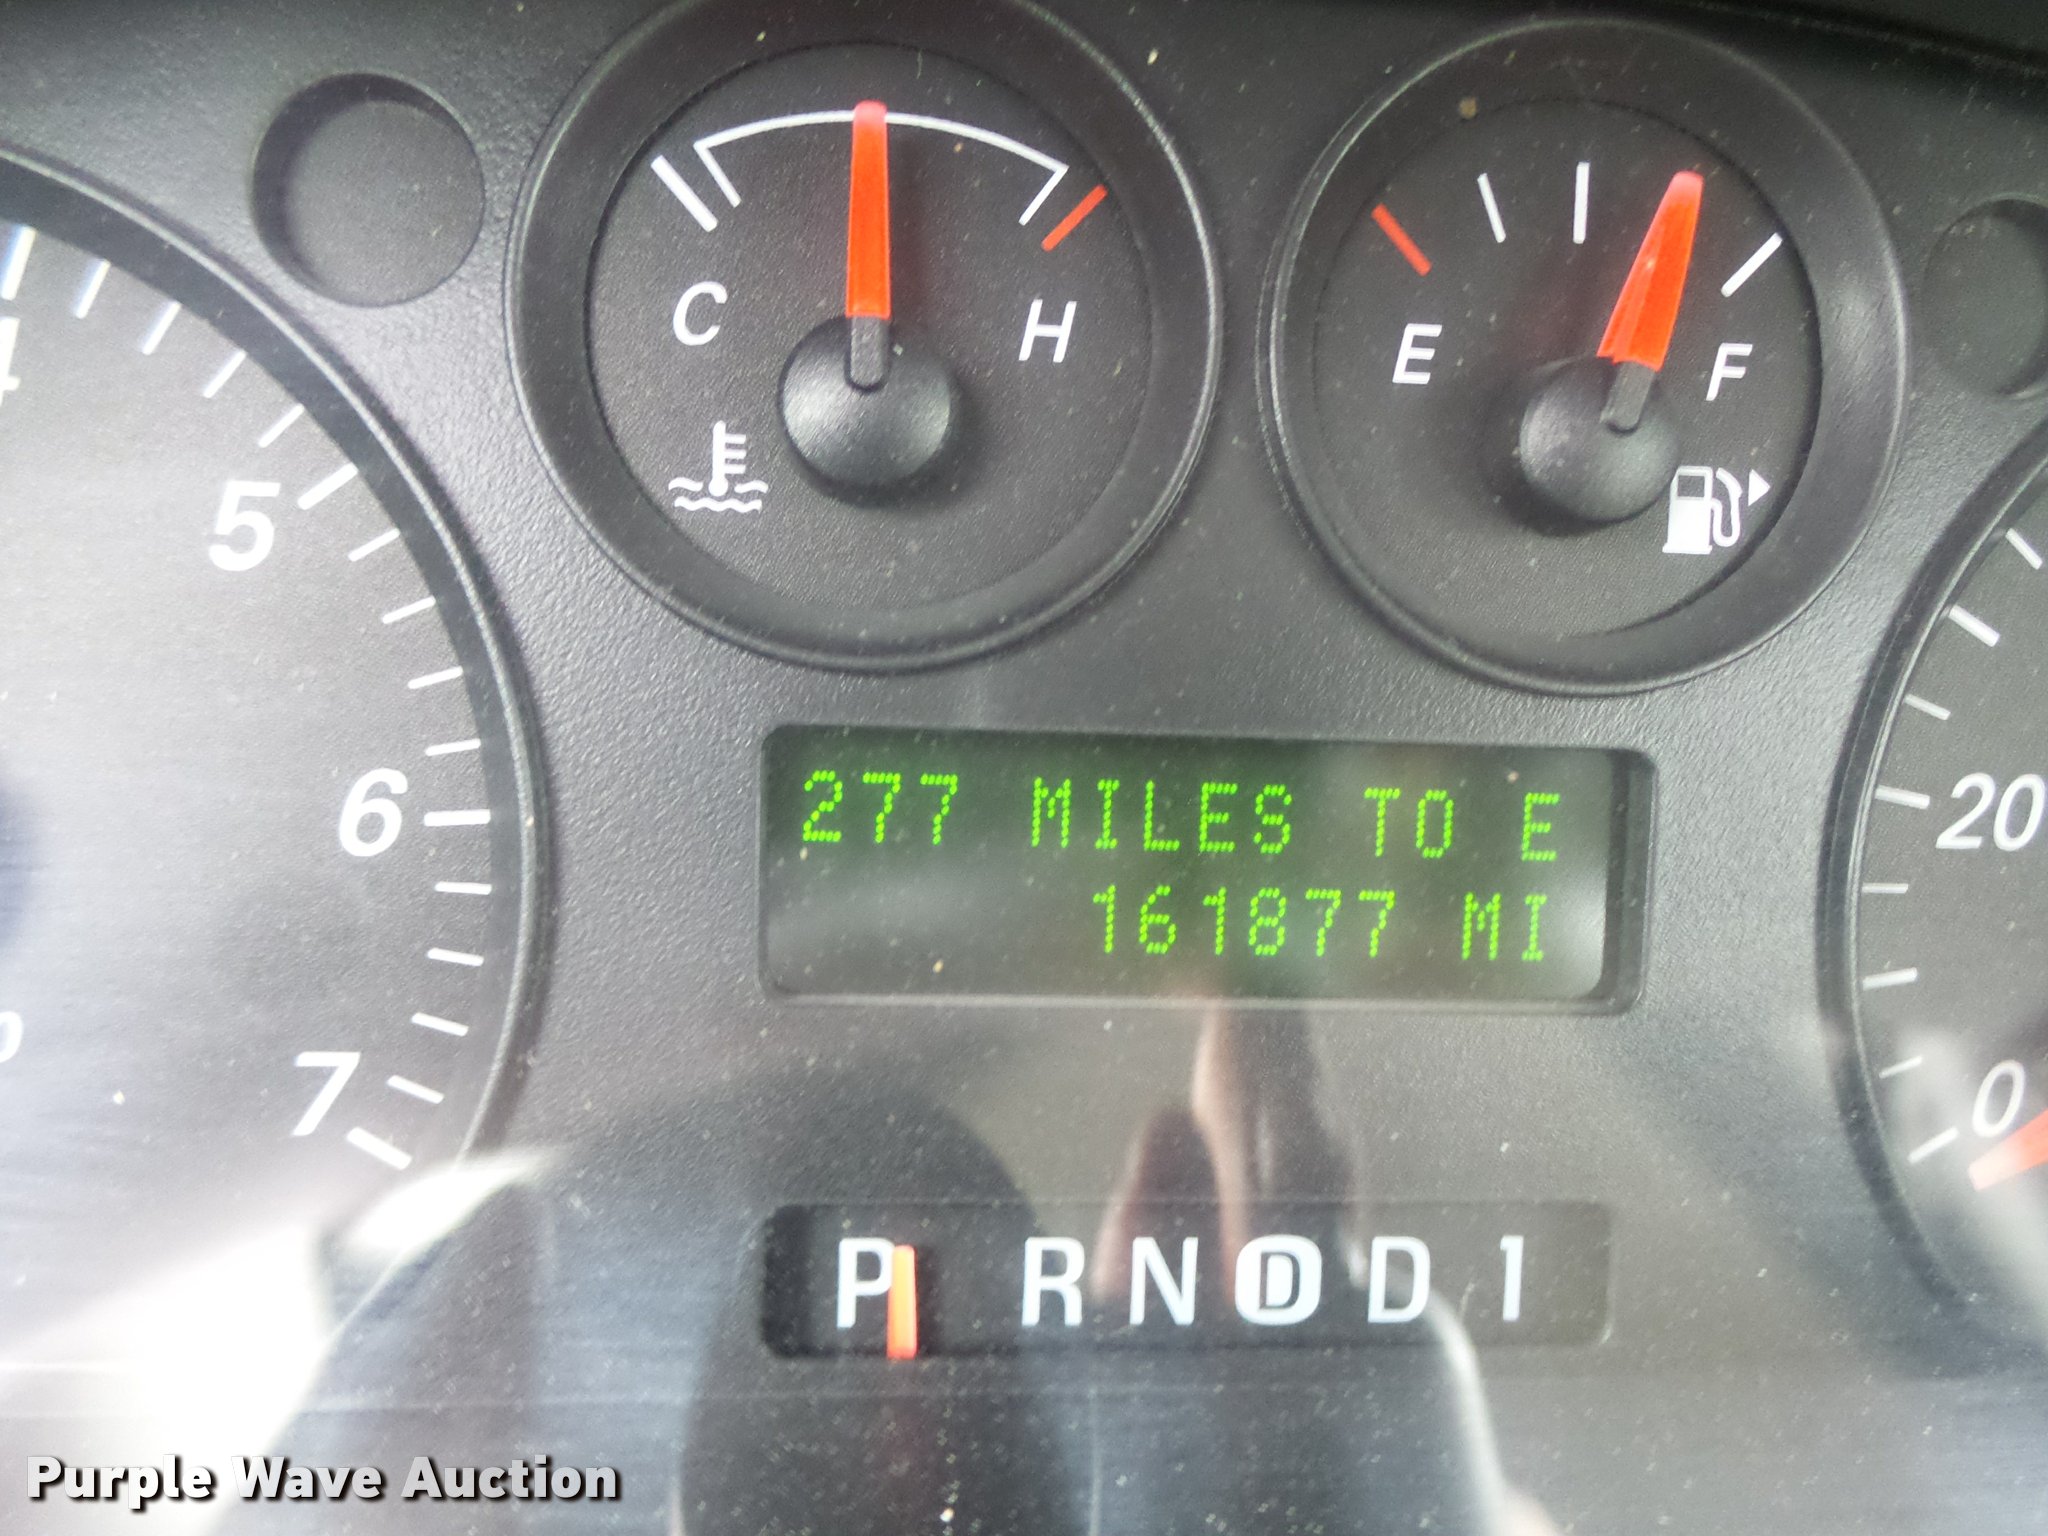 C H
E F
5
6
7
20
0
277 MILES TO E
161877 MI
P R N D D 1
Purple Wave Auction